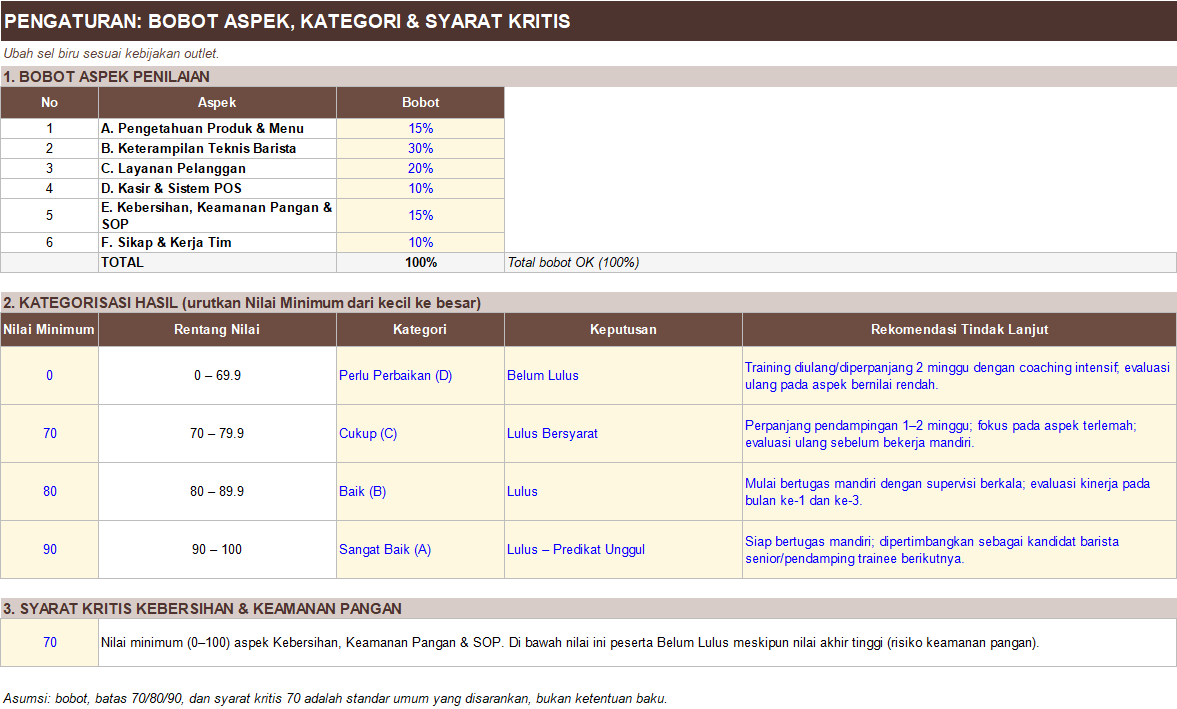 PENGATURAN: BOBOT ASPEK, KATEGORI & SYARAT KRITIS
Ubah sel biru sesuai kebijakan outlet.
1. BOBOT ASPEK PENILAIAN
No Aspek Bobot
1 A. Pengetahuan Produk & Menu 15%
2 B. Keterampilan Teknis Barista 30%
3 C. Layanan Pelanggan 20%
4 D. Kasir & Sistem POS 10%
5 E. Kebersihan, Keamanan Pangan &
SOP 15%
6 F. Sikap & Kerja Tim 10%
TOTAL 100% Total bobot OK (100%)
2. KATEGORISASI HASIL (urutkan Nilai Minimum dari kecil ke besar)
Nilai Minimum Rentang Nilai Kategori Keputusan Rekomendasi Tindak Lanjut
0 0 – 69.9 Perlu Perbaikan (D) Belum Lulus Training diulang/diperpanjang 2 minggu dengan coaching intensif; evaluasi
ulang pada aspek bernilai rendah.
70 70 – 79.9 Cukup (C) Lulus Bersyarat Perpanjang pendampingan 1–2 minggu; fokus pada aspek terlemah;
evaluasi ulang sebelum bekerja mandiri.
80 80 – 89.9 Baik (B) Lulus Mulai bertugas mandiri dengan supervisi berkala; evaluasi kinerja pada
bulan ke-1 dan ke-3.
90 90 – 100 Sangat Baik (A) Lulus – Predikat Unggul Siap bertugas mandiri; dipertimbangkan sebagai kandidat barista
senior/pendamping trainee berikutnya.
3. SYARAT KRITIS KEBERSIHAN & KEAMANAN PANGAN
70 Nilai minimum (0–100) aspek Kebersihan, Keamanan Pangan & SOP. Di bawah nilai ini peserta Belum Lulus meskipun nilai akhir tinggi (risiko keamanan pangan).
Asumsi: bobot, batas 70/80/90, dan syarat kritis 70 adalah standar umum yang disarankan, bukan ketentuan baku.